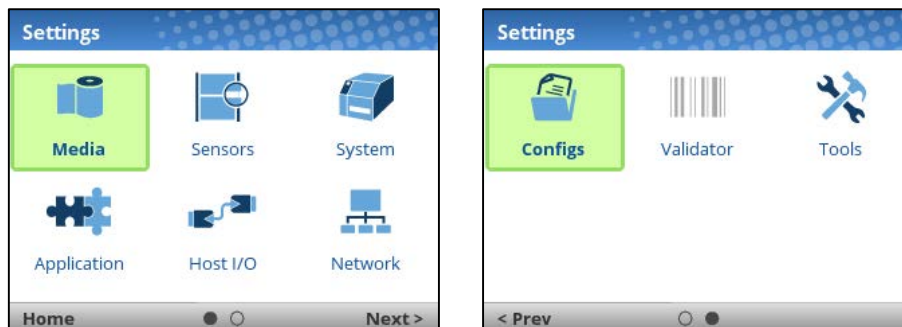 Settings
Media Sensors System
Application Host I/O Network
Home Next >
Settings
Configs Validator Tools
< Prev